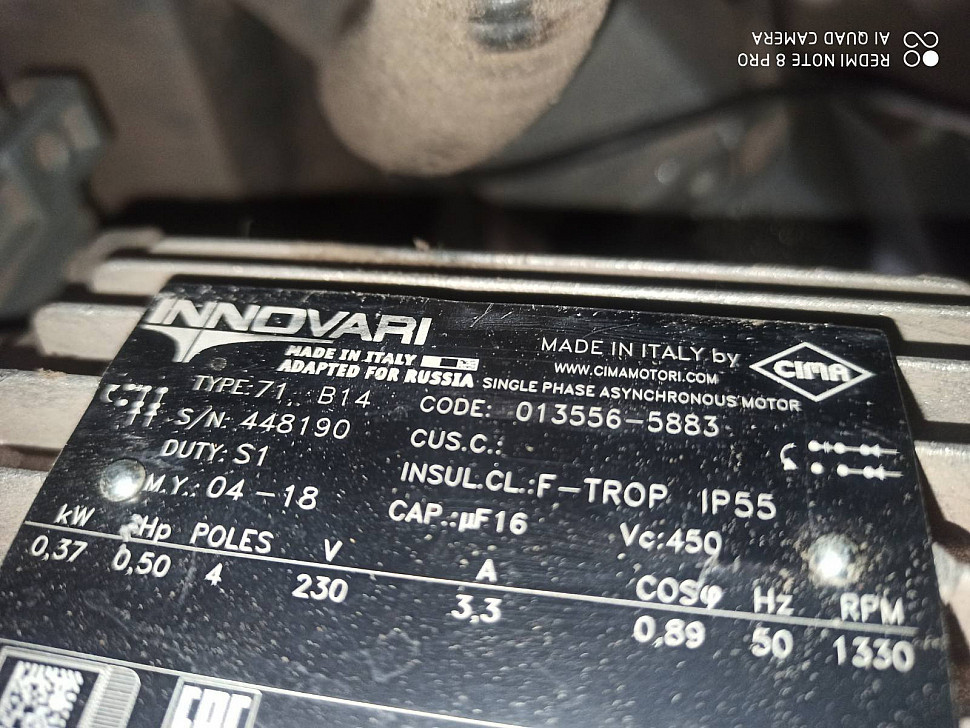 REDMI NOTE 8 PRO
AI QUAD CAMERA
INNOVARI
MADE IN ITALY
ADAPTED FOR RUSSIA
MADE IN ITALY by CIMA
WWW.CIMAMOTORI.COM
SINGLE PHASE ASYNCHRONOUS MOTOR
TYPE: 71 B14
CODE: 013556-5883
S/N: 448190
CUS.C.:
DUTY: S1
INSUL.CL.: F-TROP IP55
M.Y.: 04-18
CAP.: µF16 Vc:450
kW Hp POLES V A COSφ Hz RPM
0,37 0,50 4 230 3,3 0,89 50 1330
EAC